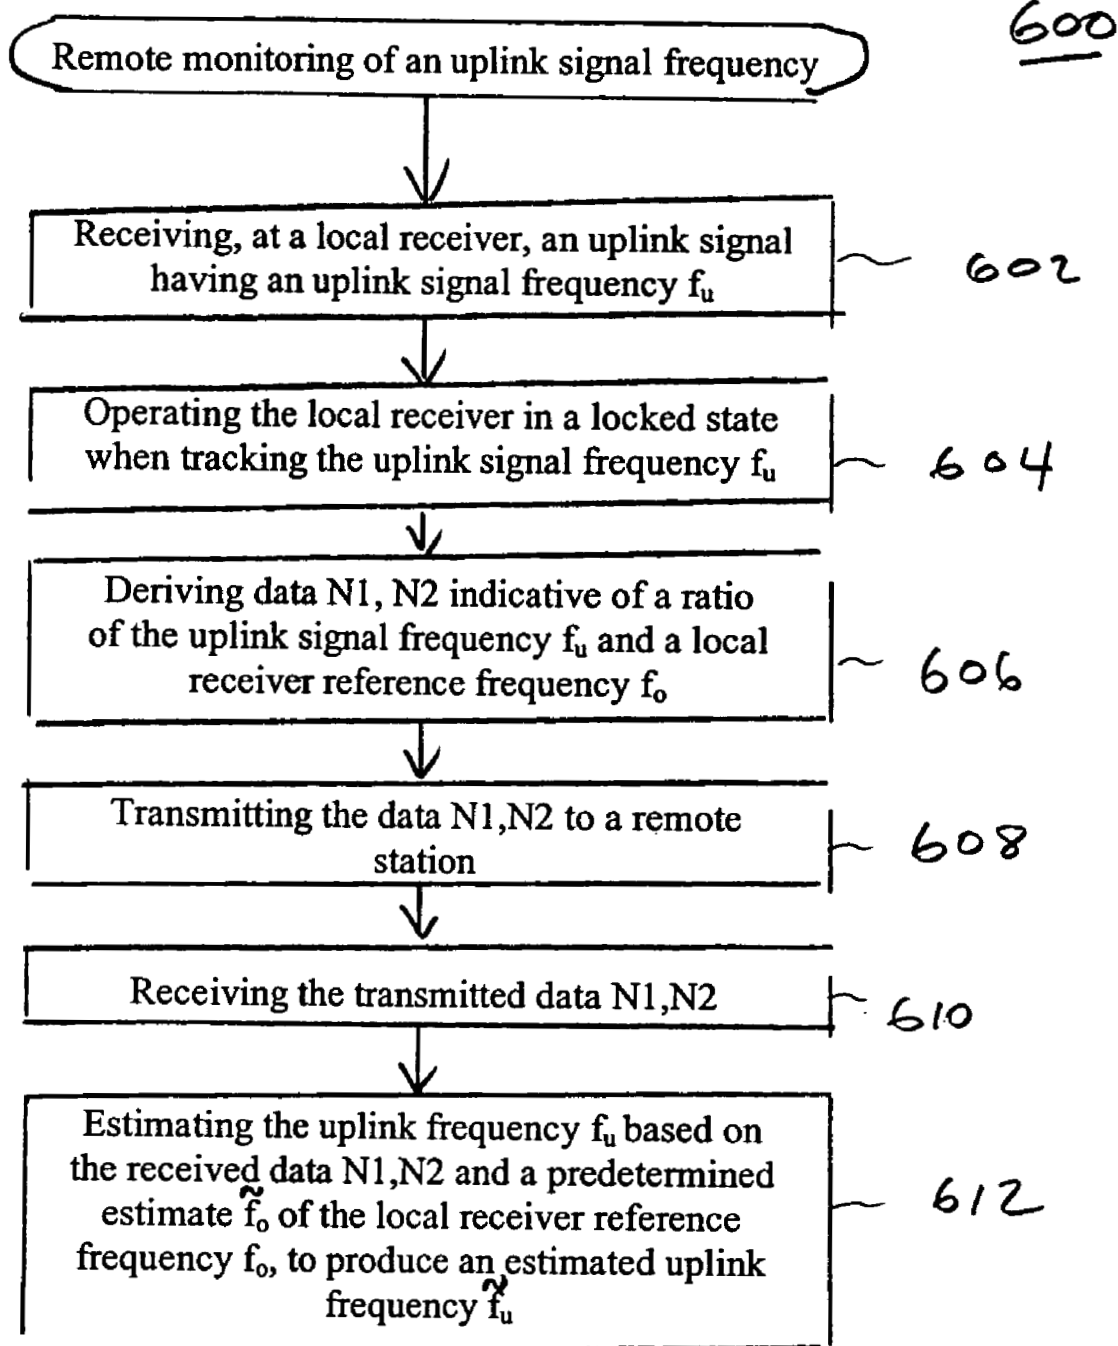 600
Remote monitoring of an uplink signal frequency
Receiving, at a local receiver, an uplink signal
having an uplink signal frequency fᵤ
602
Operating the local receiver in a locked state
when tracking the uplink signal frequency fᵤ
604
Deriving data N1, N2 indicative of a ratio
of the uplink signal frequency fᵤ and a local
receiver reference frequency fₒ
606
Transmitting the data N1,N2 to a remote
station
608
Receiving the transmitted data N1,N2
610
Estimating the uplink frequency fᵤ based on
the received data N1,N2 and a predetermined
estimate f̃ₒ of the local receiver reference
frequency fₒ, to produce an estimated uplink
frequency f̃ᵤ
612